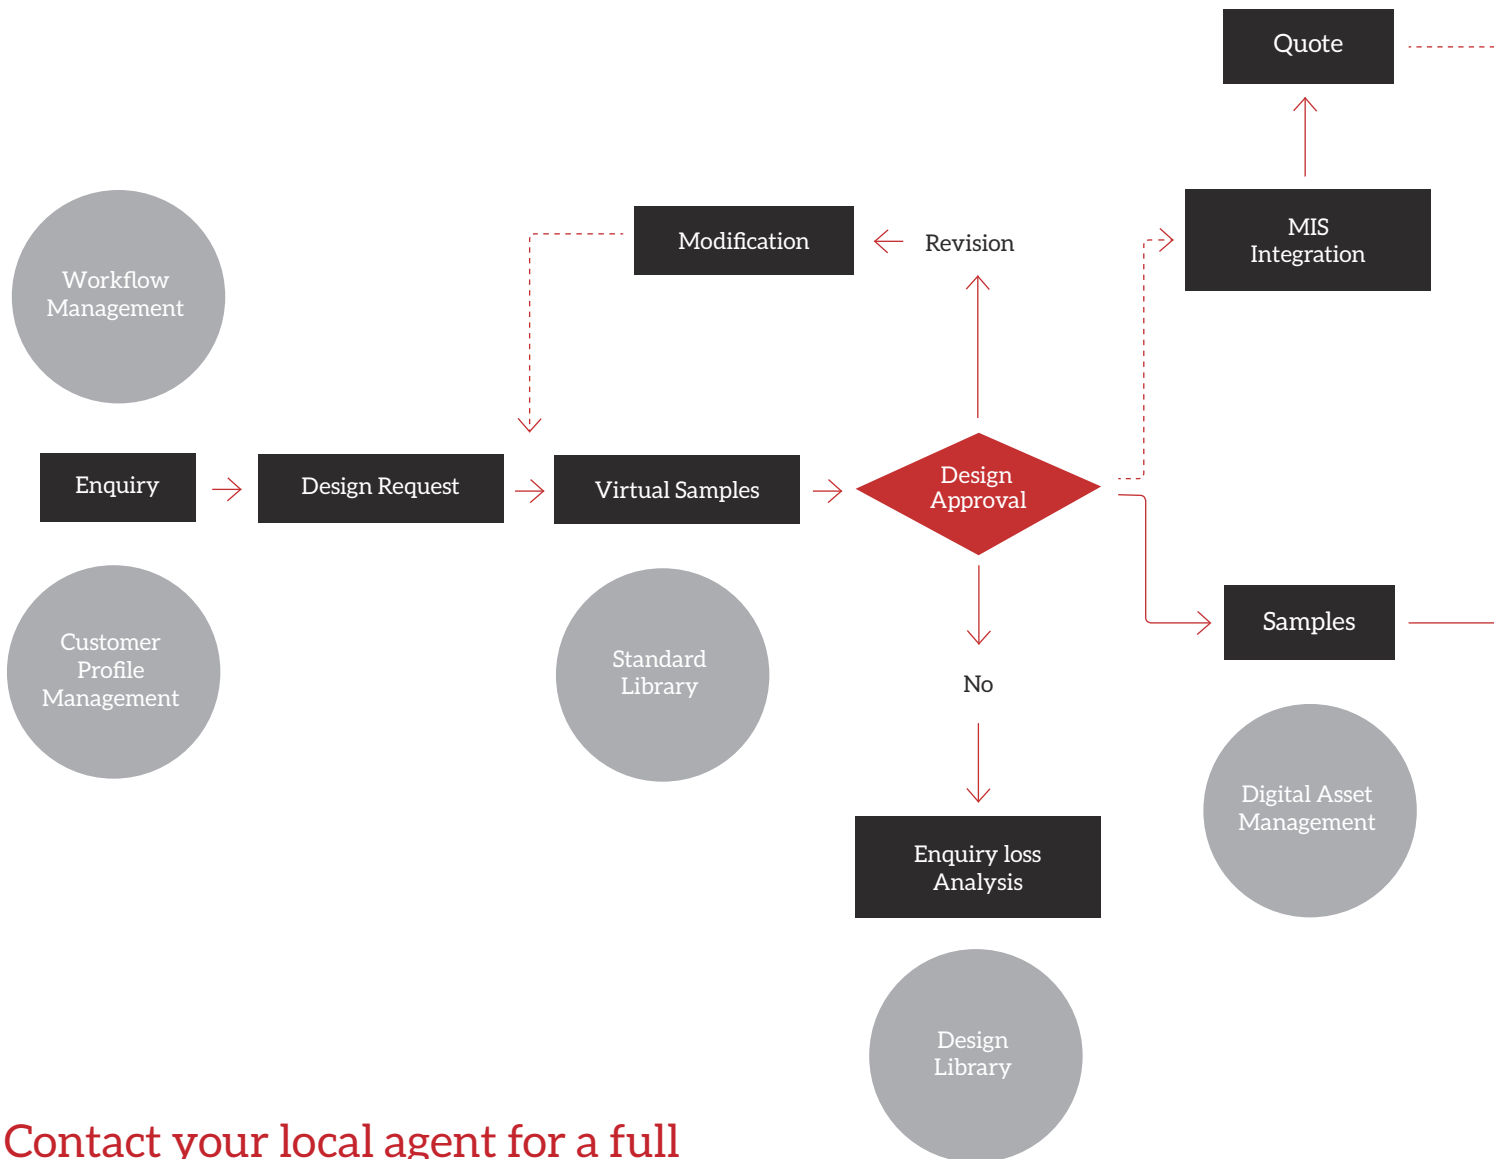 Quote
MIS
Integration
Modification
Revision
Workflow
Management
Enquiry
Design Request
Virtual Samples
Design
Approval
Samples
Customer
Profile
Management
Standard
Library
No
Digital Asset
Management
Enquiry loss
Analysis
Design
Library
Contact your local agent for a full